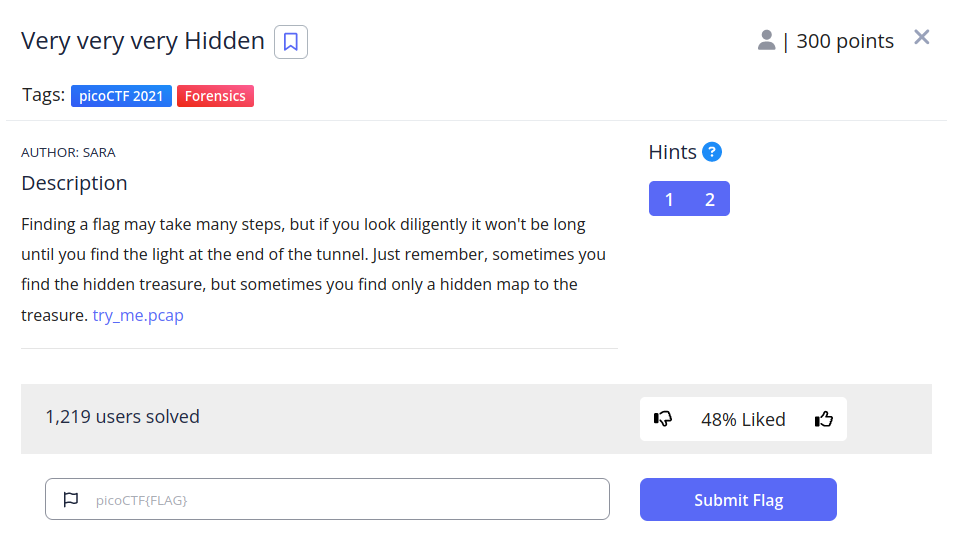 Very very very Hidden
| 300 points
Tags: picoCTF 2021 Forensics
AUTHOR: SARA
Hints ?
Description
1 2
Finding a flag may take many steps, but if you look diligently it won't be long
until you find the light at the end of the tunnel. Just remember, sometimes you
find the hidden treasure, but sometimes you find only a hidden map to the
treasure. try_me.pcap
1,219 users solved
48% Liked
picoCTF{FLAG}
Submit Flag